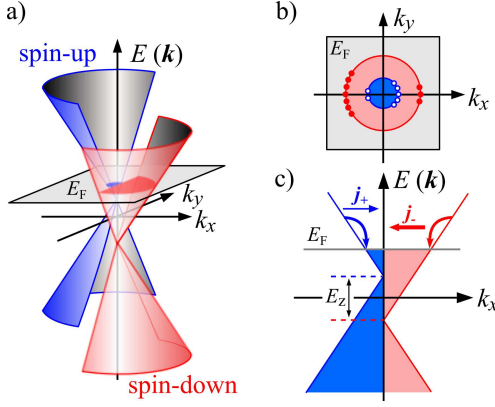 a)
E (k)
spin-up
E_F
k_y
k_x
spin-down
b)
k_y
E_F
k_x
c)
E (k)
j_+
j_-
E_F
E_Z
k_x